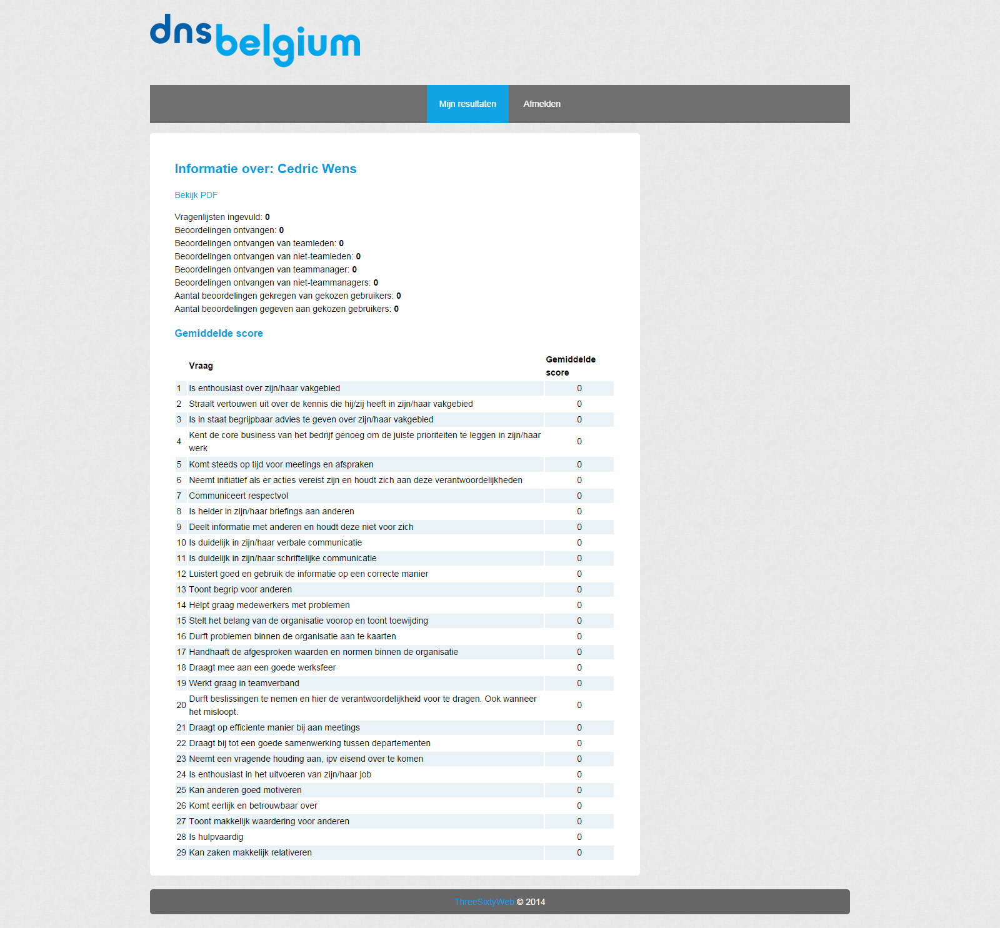 dnsbelgium
Mijn resultaten Afmelden
Informatie over: Cedric Wens
Bekijk PDF
Vragenlijsten ingevuld: 0
Beoordelingen ontvangen: 0
Beoordelingen ontvangen van teamleden: 0
Beoordelingen ontvangen van niet-teamleden: 0
Beoordelingen ontvangen van teammanager: 0
Beoordelingen ontvangen van niet-teammanagers: 0
Aantal beoordelingen gekregen van gekozen gebruikers: 0
Aantal beoordelingen gegeven aan gekozen gebruikers: 0
Gemiddelde score
Vraag Gemiddelde
score
1 Is enthousiast over zijn/haar vakgebied 0
2 Straalt vertouwen uit over de kennis die hij/zij heeft in zijn/haar vakgebied 0
3 Is in staat begrijpbaar advies te geven over zijn/haar vakgebied 0
4 Kent de core business van het bedrijf genoeg om de juiste prioriteiten te leggen in zijn/haar
werk 0
5 Komt steeds op tijd voor meetings en afspraken 0
6 Neemt initiatief als er acties vereist zijn en houdt zich aan deze verantwoordelijkheden 0
7 Communiceert respectvol 0
8 Is helder in zijn/haar briefings aan anderen 0
9 Deelt informatie met anderen en houdt deze niet voor zich 0
10 Is duidelijk in zijn/haar verbale communicatie 0
11 Is duidelijk in zijn/haar schriftelijke communicatie 0
12 Luistert goed en gebruik de informatie op een correcte manier 0
13 Toont begrip voor anderen 0
14 Helpt graag medewerkers met problemen 0
15 Stelt het belang van de organisatie voorop en toont toewijding 0
16 Durft problemen binnen de organisatie aan te kaarten 0
17 Handhaaft de afgesproken waarden en normen binnen de organisatie 0
18 Draagt mee aan een goede werksfeer 0
19 Werkt graag in teamverband 0
20 Durft beslissingen te nemen en hier de verantwoordelijkheid voor te dragen. Ook wanneer
het misloopt. 0
21 Draagt op efficiente manier bij aan meetings 0
22 Draagt bij tot een goede samenwerking tussen departementen 0
23 Neemt een vragende houding aan, ipv eisend over te komen 0
24 Is enthousiast in het uitvoeren van zijn/haar job 0
25 Kan anderen goed motiveren 0
26 Komt eerlijk en betrouwbaar over 0
27 Toont makkelijk waardering voor anderen 0
28 Is hulpvaardig 0
29 Kan zaken makkelijk relativeren 0
ThreeSixtyWeb © 2014